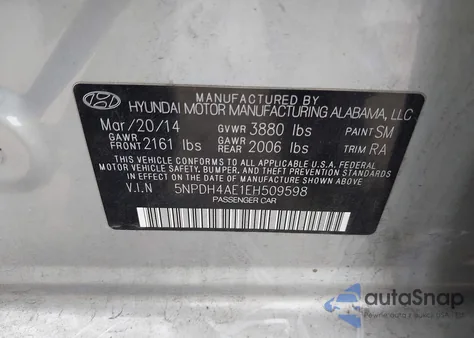 MANUFACTURED BY
HYUNDAI MOTOR MANUFACTURING ALABAMA, LLC
Mar/20/14 GVWR 3880 lbs PAINT SM
GAWR FRONT 2161 lbs GAWR REAR 2006 lbs TRIM RA
THIS VEHICLE CONFORMS TO ALL APPLICABLE U.S.A. FEDERAL
MOTOR VEHICLE SAFETY, BUMPER, AND THEFT PREVENTION
STANDARDS IN EFFECT ON THE DATE OF MANUFACTURE SHOWN ABOVE.
V.I.N 5NPDH4AE1EH509598
PASSENGER CAR
autoSnap